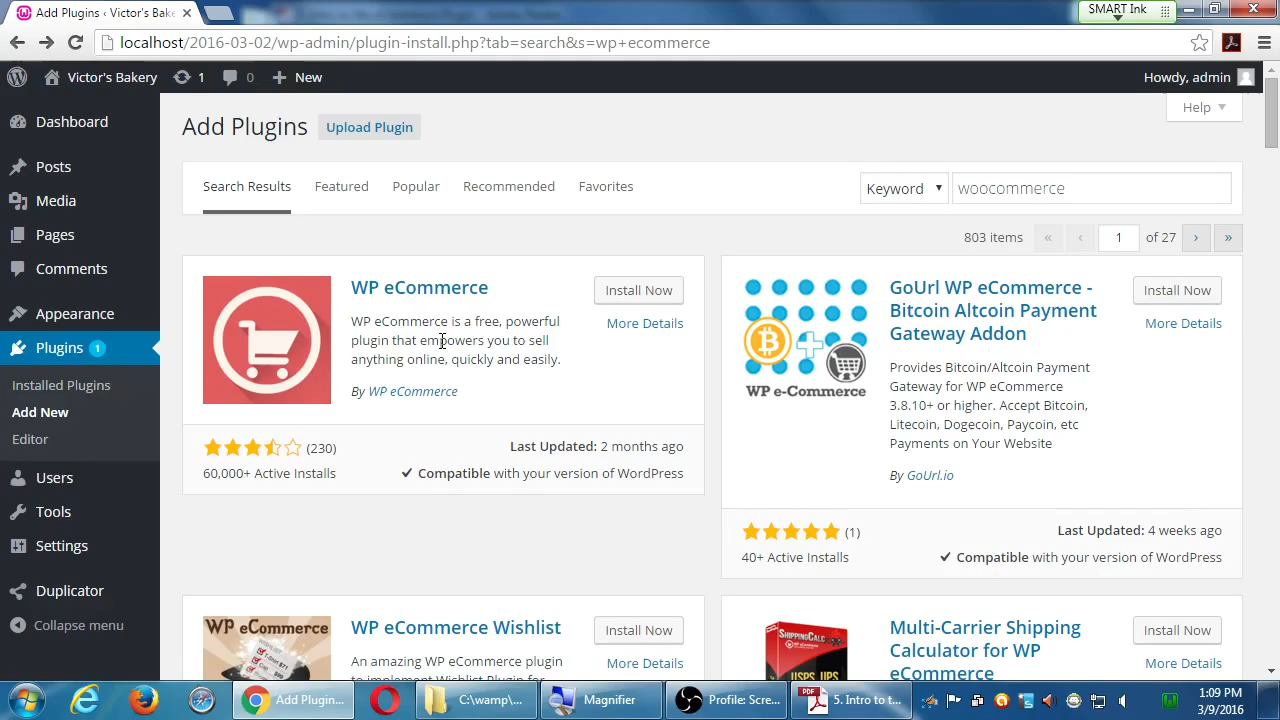 Add Plugins ‹ Victor's Bake
SMART Ink
localhost/2016-03-02/wp-admin/plugin-install.php?tab=search&s=wp+ecommerce
Victor's Bakery 1 0 New Howdy, admin
Help
Dashboard
Posts
Media
Pages
Comments
Appearance
Plugins 1
Installed Plugins
Add New
Editor
Users
Tools
Settings
Duplicator
Collapse menu
Add Plugins Upload Plugin
Search Results Featured Popular Recommended Favorites Keyword woocommerce
803 items « ‹ 1 of 27 › »
WP eCommerce
Install Now
More Details
WP eCommerce is a free, powerful
plugin that empowers you to sell
anything online, quickly and easily.
By WP eCommerce
(230)
Last Updated: 2 months ago
60,000+ Active Installs
Compatible with your version of WordPress
WP e-Commerce
GoUrl WP eCommerce -
Bitcoin Altcoin Payment
Gateway Addon
Install Now
More Details
Provides Bitcoin/Altcoin Payment
Gateway for WP eCommerce
3.8.10+ or higher. Accept Bitcoin,
Litecoin, Dogecoin, Paycoin, etc
Payments on Your Website
By GoUrl.io
(1)
Last Updated: 4 weeks ago
40+ Active Installs
Compatible with your version of WordPress
WP eCommerce
WP eCommerce Wishlist
Install Now
More Details
An amazing WP eCommerce plugin
to implement Wishlist Plugin for
SHIPPINGCALC
USPS UPS
Multi-Carrier Shipping
Calculator for WP
eCommerce
Install Now
More Details
Add Plugin...
C:\wamp\...
Magnifier
Profile: Scre...
PDF
5. Intro to t...
1:09 PM
3/9/2016